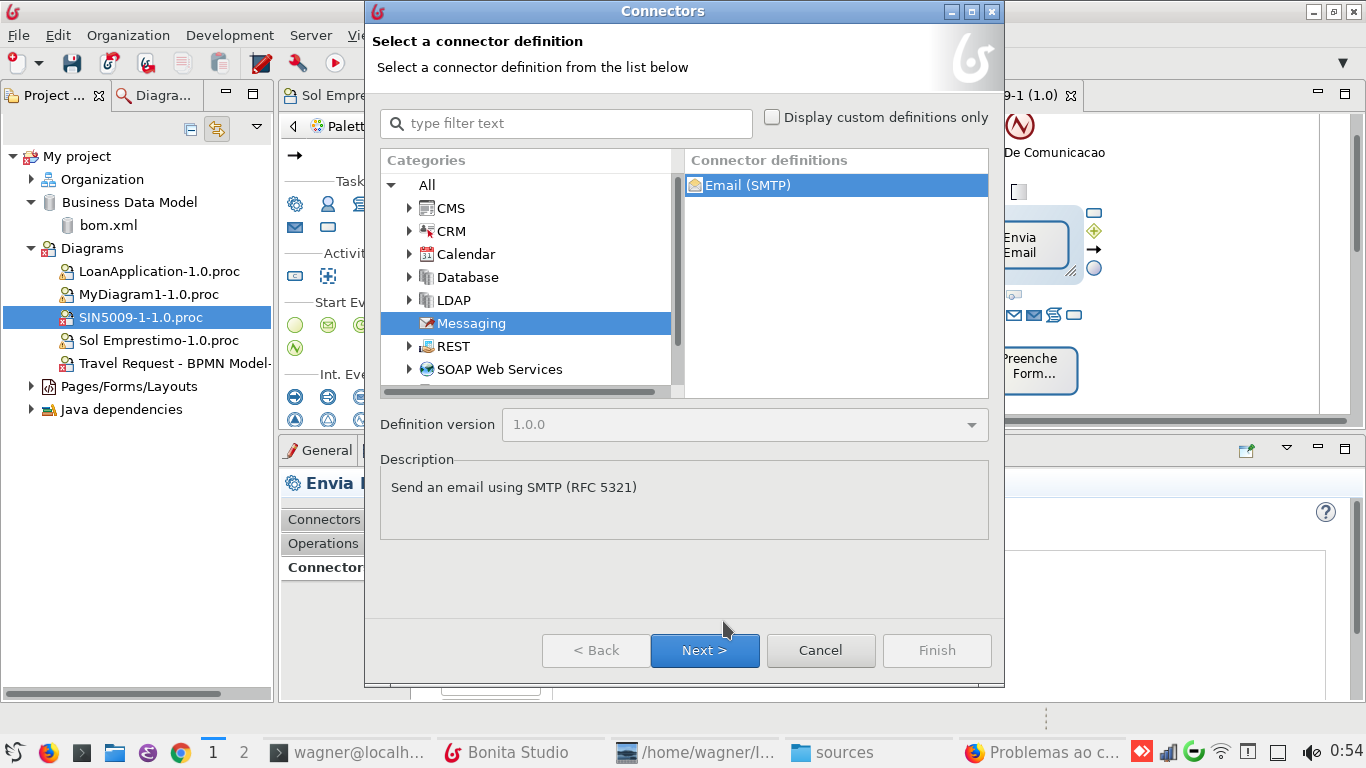 Connectors
File
Edit
Organization
Development
Server
Select a connector definition
Select a connector definition from the list below
Project ...
Diagra...
Sol Empre
9-1 (1.0)
type filter text
Display custom definitions only
Palett
De Comunicacao
My project
Organization
Business Data Model
bom.xml
Diagrams
LoanApplication-1.0.proc
MyDiagram1-1.0.proc
SIN5009-1-1.0.proc
Sol Emprestimo-1.0.proc
Travel Request - BPMN Model-
Pages/Forms/Layouts
Java dependencies
Task
Activit
Start Ev
Int. Eve
Categories
All
CMS
CRM
Calendar
Database
LDAP
Messaging
REST
SOAP Web Services
Connector definitions
Email (SMTP)
Envia
Email
Preenche
Form...
Definition version
1.0.0
Description
Send an email using SMTP (RFC 5321)
General
Envia
Connectors
Operations
Connector
< Back
Next >
Cancel
Finish
1
2
wagner@localh...
Bonita Studio
/home/wagner/I...
sources
Problemas ao c...
0:54